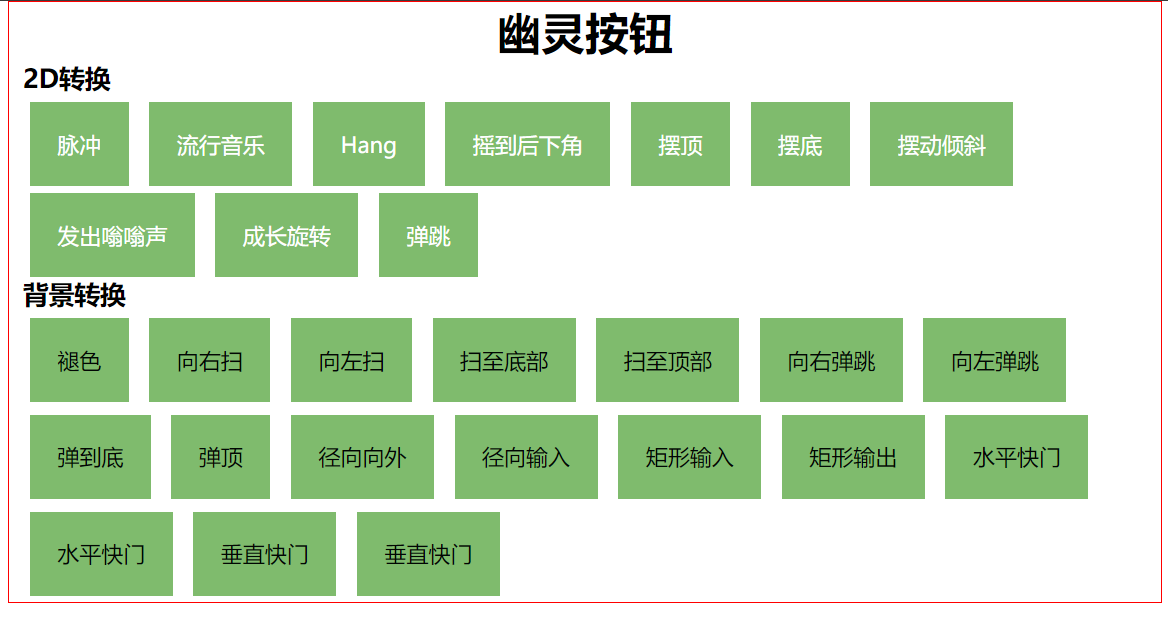 幽灵按钮
2D转换
脉冲 流行音乐 Hang 摇到后下角 摆顶 摆底 摆动倾斜
发出嗡嗡声 成长旋转 弹跳
背景转换
褪色 向右扫 向左扫 扫至底部 扫至顶部 向右弹跳 向左弹跳
弹到底 弹顶 径向向外 径向输入 矩形输入 矩形输出 水平快门
水平快门 垂直快门 垂直快门